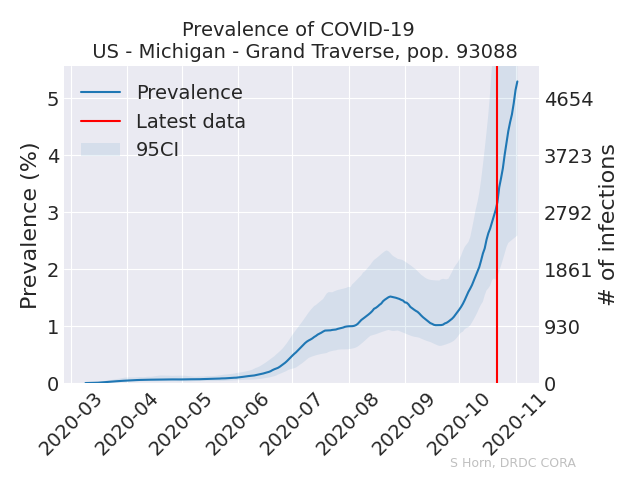 Prevalence of COVID-19
US - Michigan - Grand Traverse, pop. 93088
Prevalence
Latest data
95CI
Prevalence (%)
5
4
3
2
1
0
4654
3723
2792
1861
930
0
# of infections
2020-03
2020-04
2020-05
2020-06
2020-07
2020-08
2020-09
2020-10
2020-11
S Horn, DRDC CORA